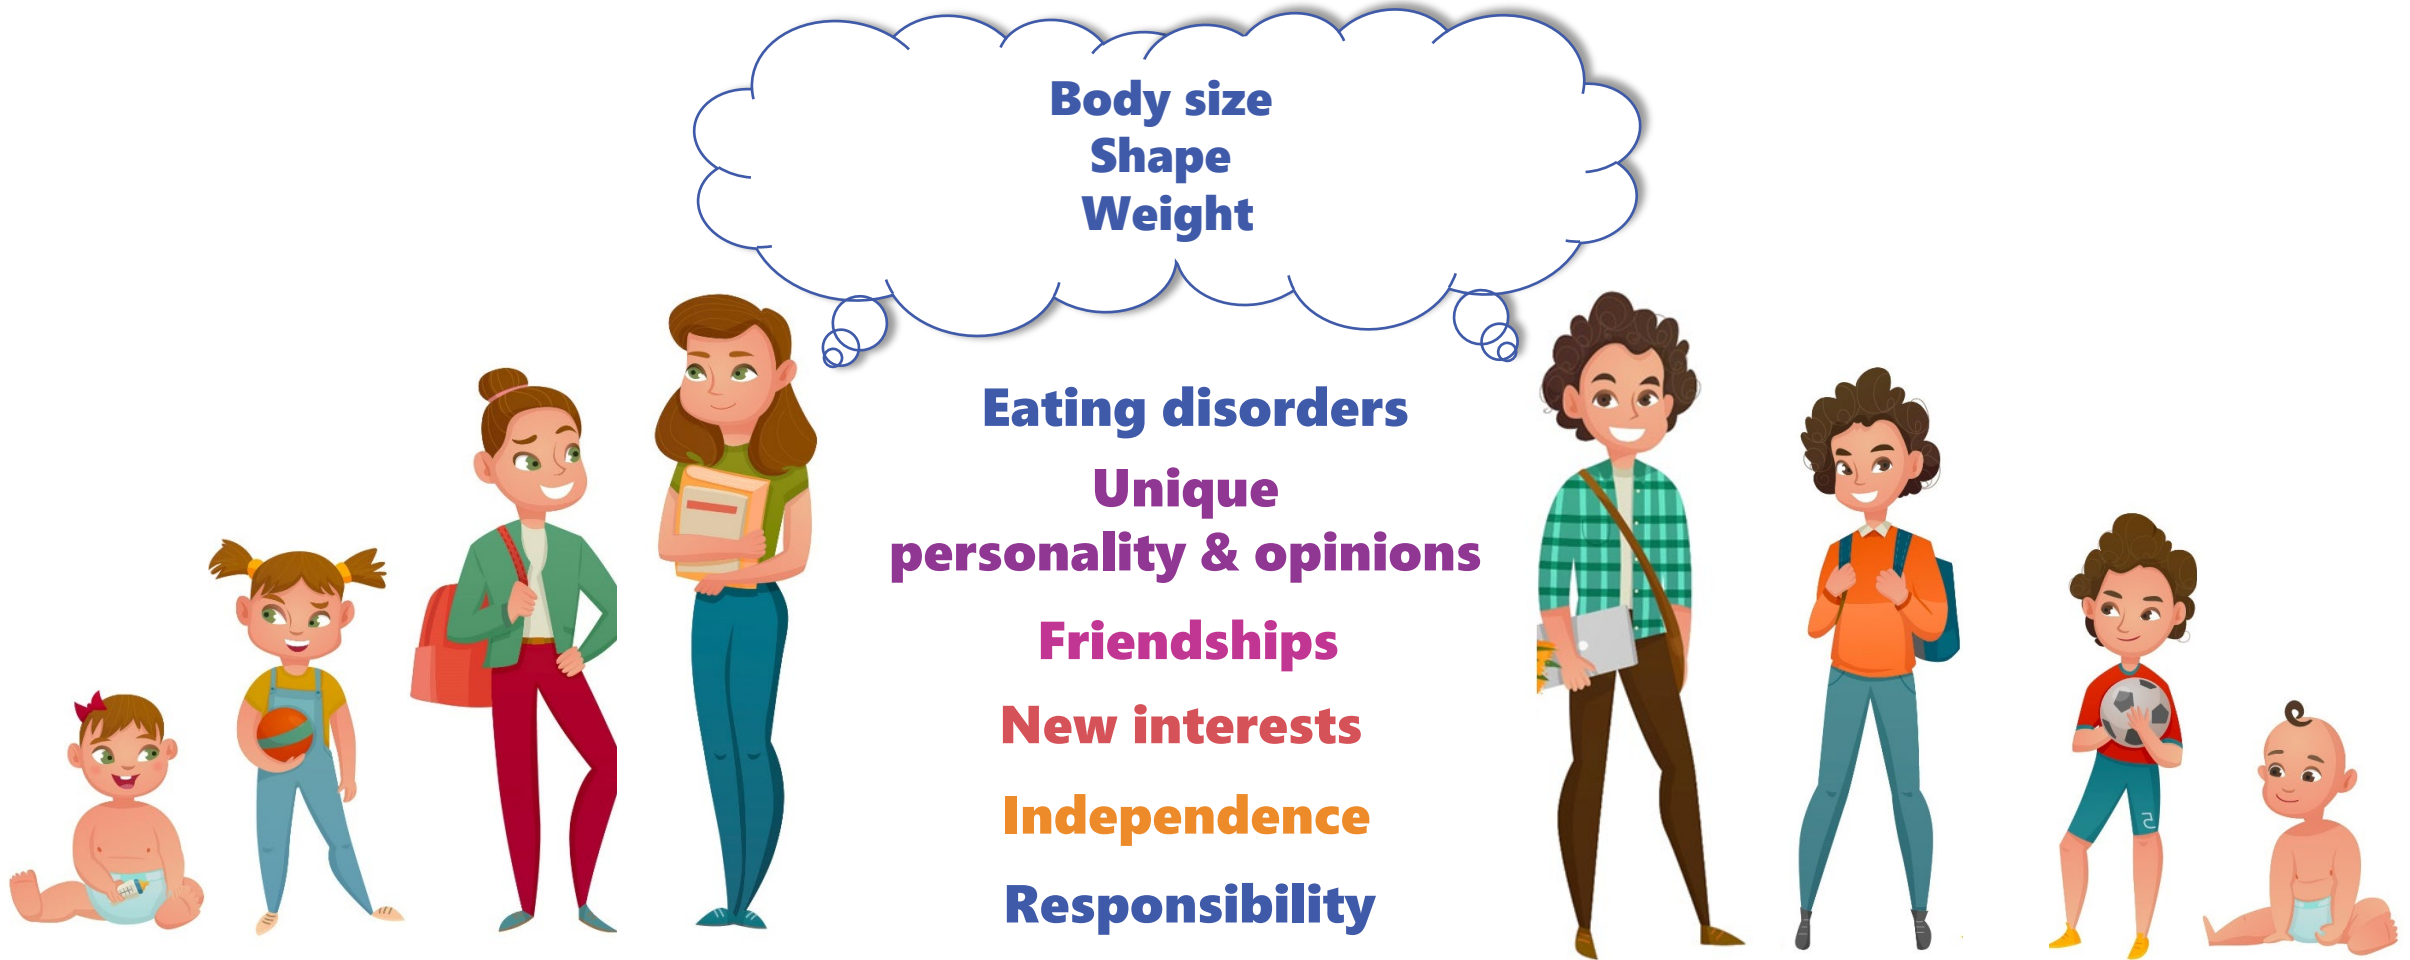 Body size
Shape
Weight
Eating disorders
Unique
personality & opinions
Friendships
New interests
Independence
Responsibility